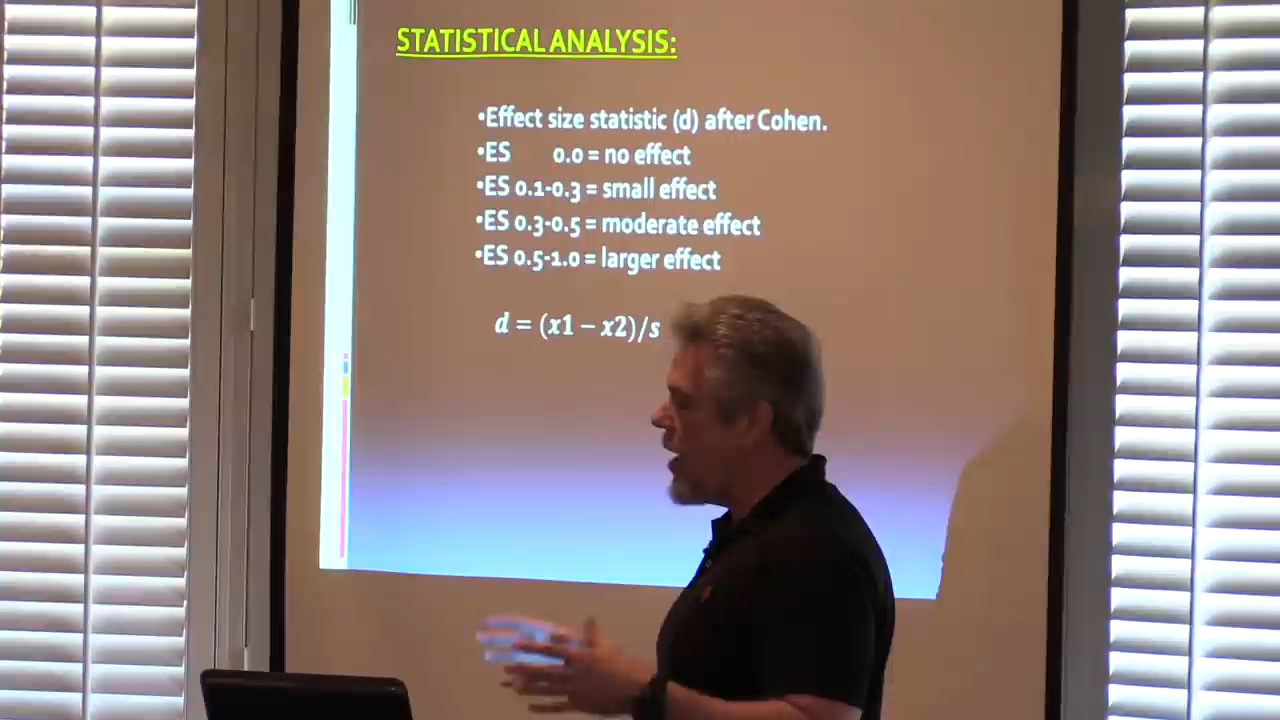 STATISTICAL ANALYSIS:
•Effect size statistic (d) after Cohen.
•ES 0.0 = no effect
•ES 0.1-0.3 = small effect
•ES 0.3-0.5 = moderate effect
•ES 0.5-1.0 = larger effect
d = (x1 − x2)/s